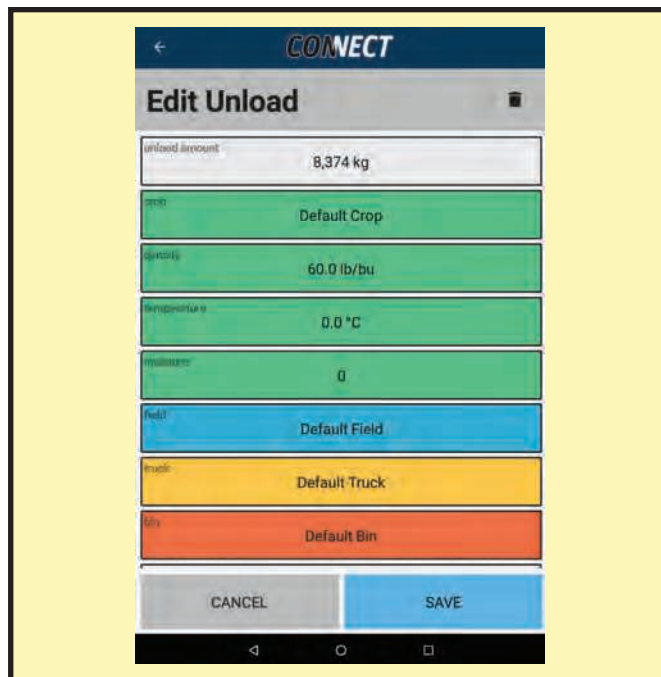 CONNECT
Edit Unload
unload amount
8,374 kg
crop
Default Crop
density
60.0 lb/bu
temperature
0.0 °C
moisture
0
field
Default Field
truck
Default Truck
bin
Default Bin
CANCEL
SAVE